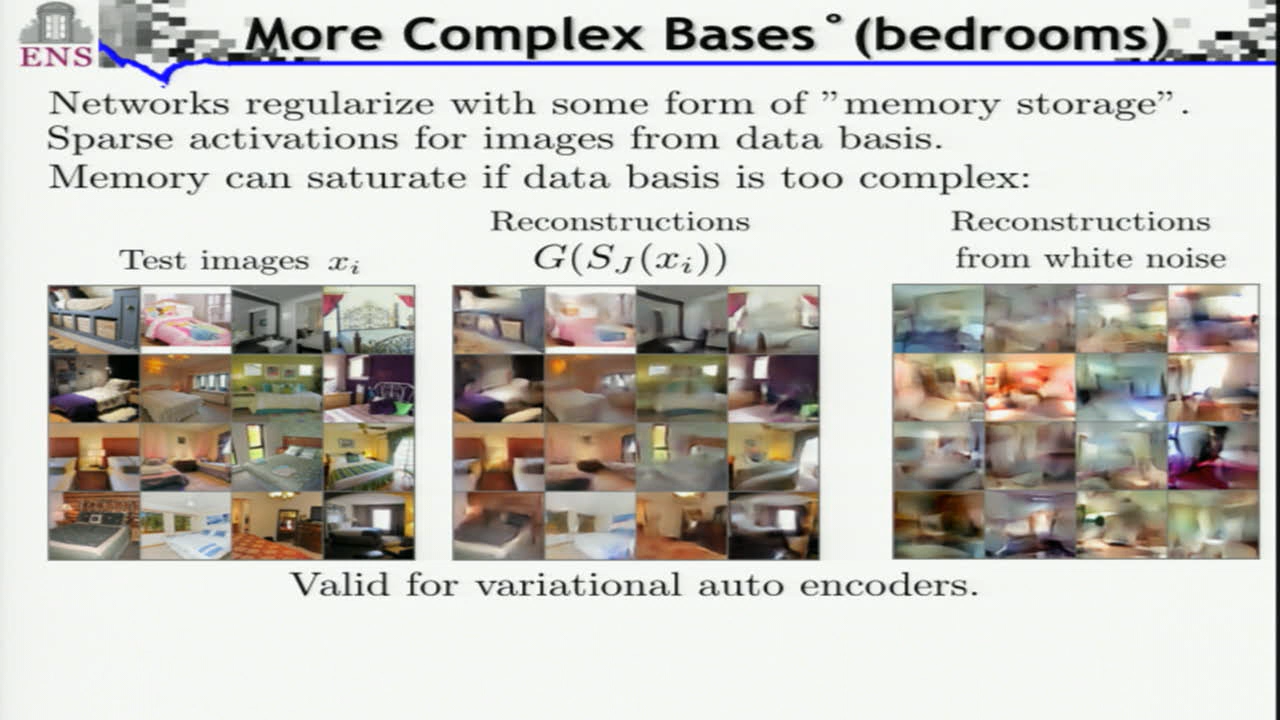 ENS
More Complex Bases˚(bedrooms)
Networks regularize with some form of ”memory storage”.
Sparse activations for images from data basis.
Memory can saturate if data basis is too complex:
Test images x_i
Reconstructions
G(S_J(x_i))
Reconstructions
from white noise
Valid for variational auto encoders.